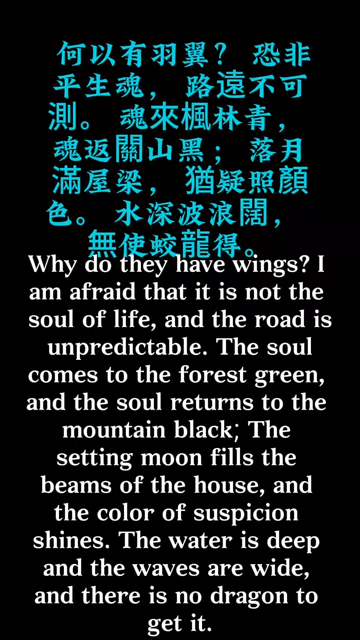 何以有羽翼？ 恐非
平生魂， 路遠不可
測。 魂來楓林青，
魂返關山黑； 落月
滿屋梁， 猶疑照顏
色。 水深波浪闊，
無使蛟龍得。
Why do they have wings? I
am afraid that it is not the
soul of life, and the road is
unpredictable. The soul
comes to the forest green,
and the soul returns to the
mountain black; The
setting moon fills the
beams of the house, and
the color of suspicion
shines. The water is deep
and the waves are wide,
and there is no dragon to
get it.